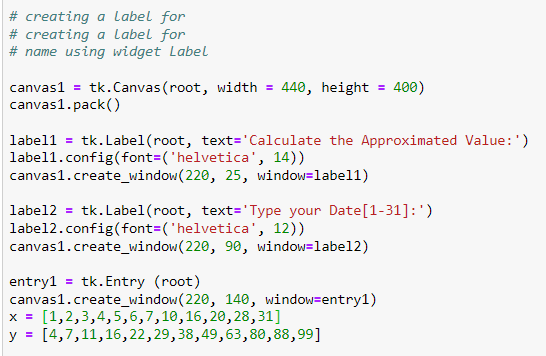 # creating a label for
# creating a label for
# name using widget Label
canvas1 = tk.Canvas(root, width = 440, height = 400)
canvas1.pack()
label1 = tk.Label(root, text='Calculate the Approximated Value:')
label1.config(font=('helvetica', 14))
canvas1.create_window(220, 25, window=label1)
label2 = tk.Label(root, text='Type your Date[1-31]:')
label2.config(font=('helvetica', 12))
canvas1.create_window(220, 90, window=label2)
entry1 = tk.Entry (root)
canvas1.create_window(220, 140, window=entry1)
x = [1,2,3,4,5,6,7,10,16,20,28,31]
y = [4,7,11,16,22,29,38,49,63,80,88,99]